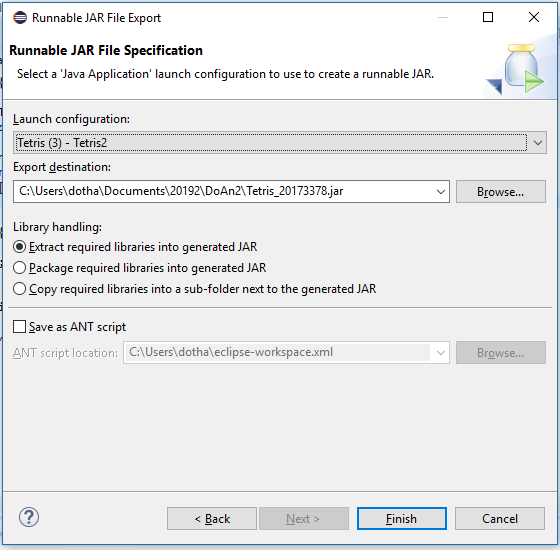 Runnable JAR File Export
Runnable JAR File Specification
Select a 'Java Application' launch configuration to use to create a runnable JAR.
Launch configuration:
Tetris (3) - Tetris2
Export destination:
C:\Users\dotha\Documents\20192\DoAn2\Tetris_20173378.jar
Browse...
Library handling:
Extract required libraries into generated JAR
Package required libraries into generated JAR
Copy required libraries into a sub-folder next to the generated JAR
Save as ANT script
ANT script location:
C:\Users\dotha\eclipse-workspace.xml
Browse...
?
< Back
Next >
Finish
Cancel